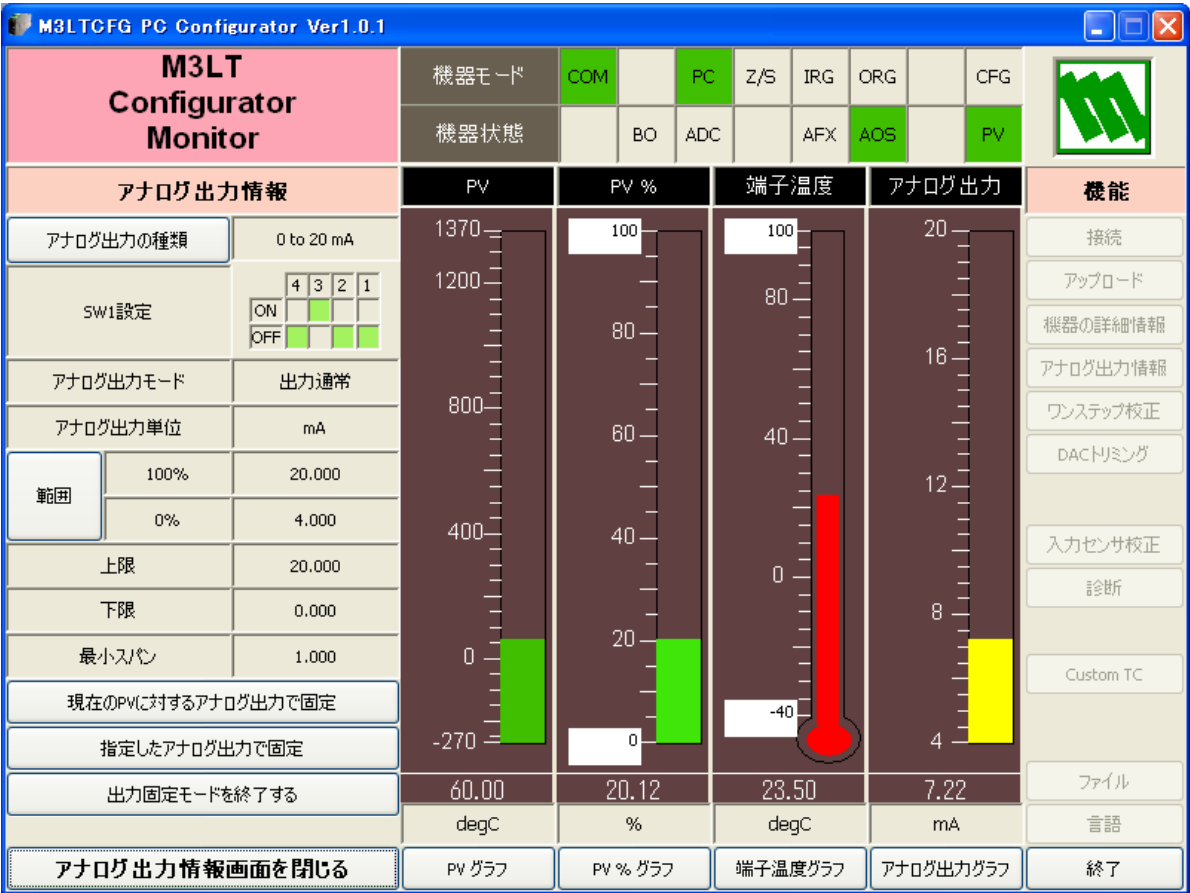 M3LTCFG PC Configurator Ver1.0.1
M3LT
Configurator
Monitor
機器モード
COM
PC
Z/S
IRG
ORG
CFG
機器状態
BO
ADC
AFX
AOS
PV
アナログ出力情報
アナログ出力の種類
0 to 20 mA
SW1設定
4 3 2 1
ON
OFF
アナログ出力モード
出力通常
アナログ出力単位
mA
範囲
100%
20.000
0%
4.000
上限
20.000
下限
0.000
最小スパン
1.000
現在のPVに対するアナログ出力で固定
指定したアナログ出力で固定
出力固定モードを終了する
アナログ出力情報画面を閉じる
PV
1370
1200
800
400
0
-270
60.00
degC
PV グラフ
PV %
100
80
60
40
20
0
20.12
%
PV % グラフ
端子温度
100
80
40
0
-40
23.50
degC
端子温度グラフ
アナログ出力
20
16
12
8
4
7.22
mA
アナログ出力グラフ
機能
接続
アップロード
機器の詳細情報
アナログ出力情報
ワンステップ校正
DACトリミング
入力センサ校正
診断
Custom TC
ファイル
言語
終了